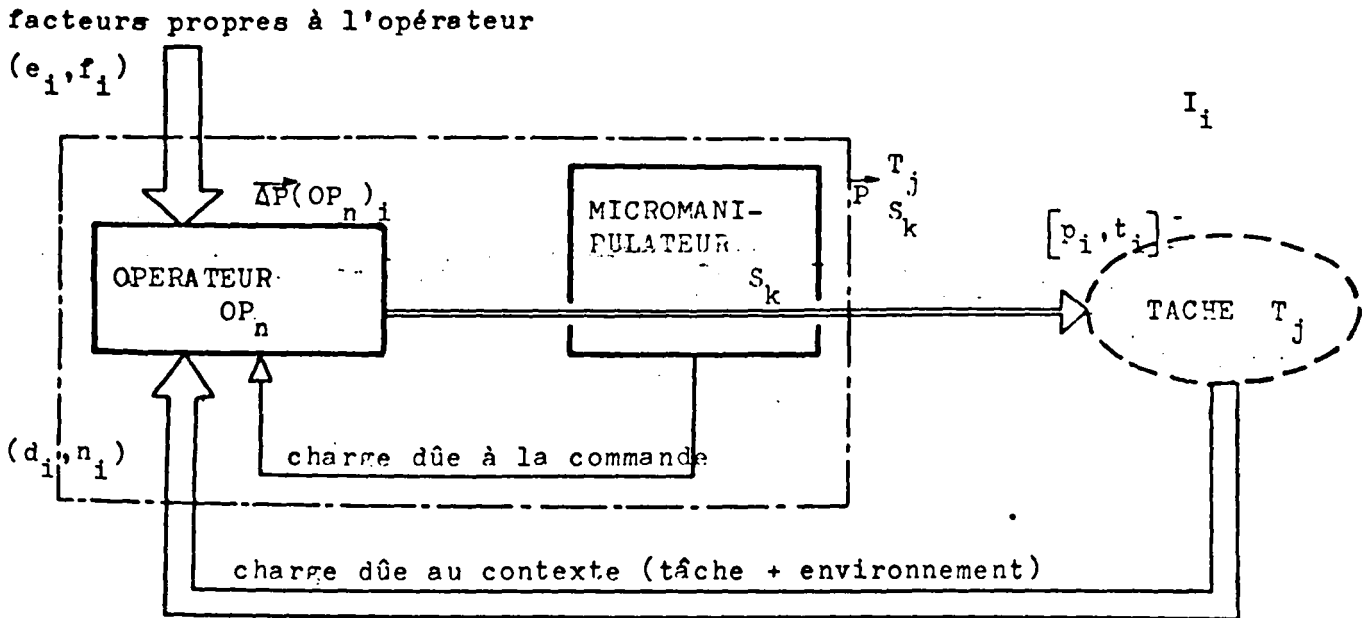 facteurs propres à l'opérateur
(e_i,f_i)
I_i
ΔP(OP_n)_i
MICROMANI-
PULATEUR
S_k
P T_j
S_k
[p_i,t_i]
OPERATEUR
OP_n
TACHE T_j
(d_i,n_i)
charge dûe à la commande
charge dûe au contexte (tâche + environnement)